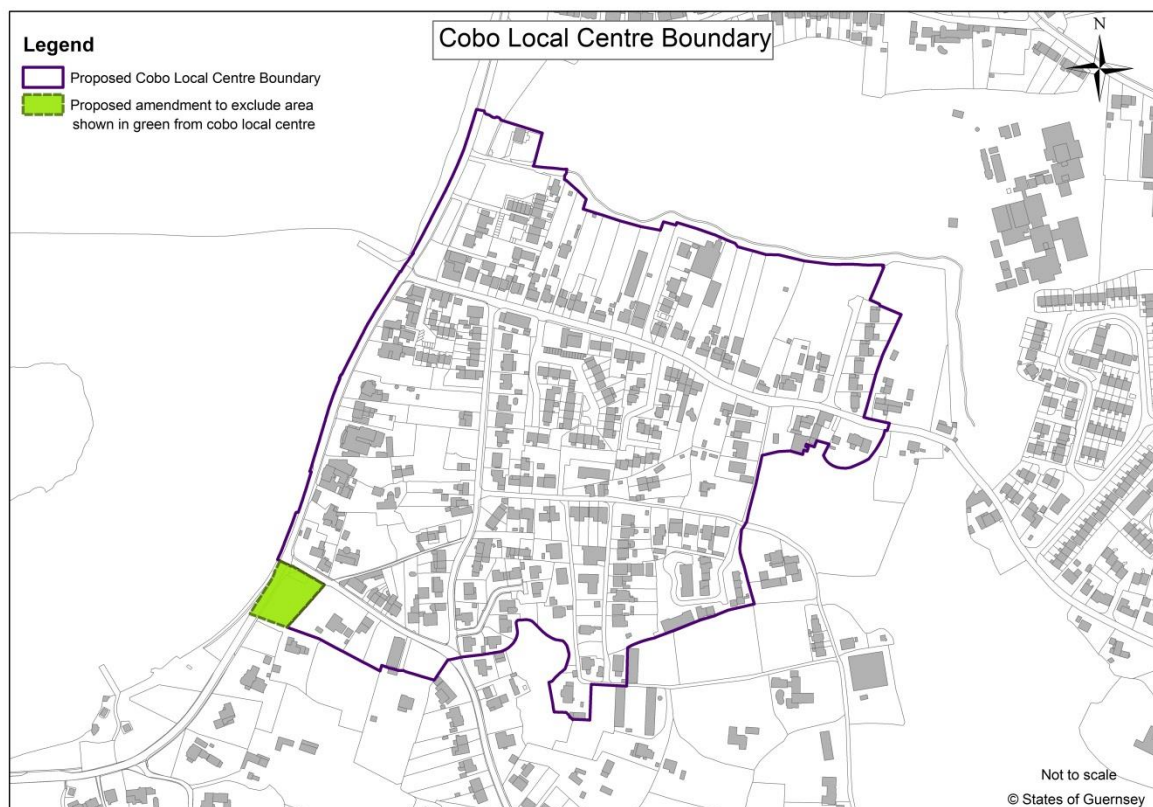 Cobo Local Centre Boundary
N
Legend
Proposed Cobo Local Centre Boundary
Proposed amendment to exclude area
shown in green from cobo local centre
Not to scale
© States of Guernsey